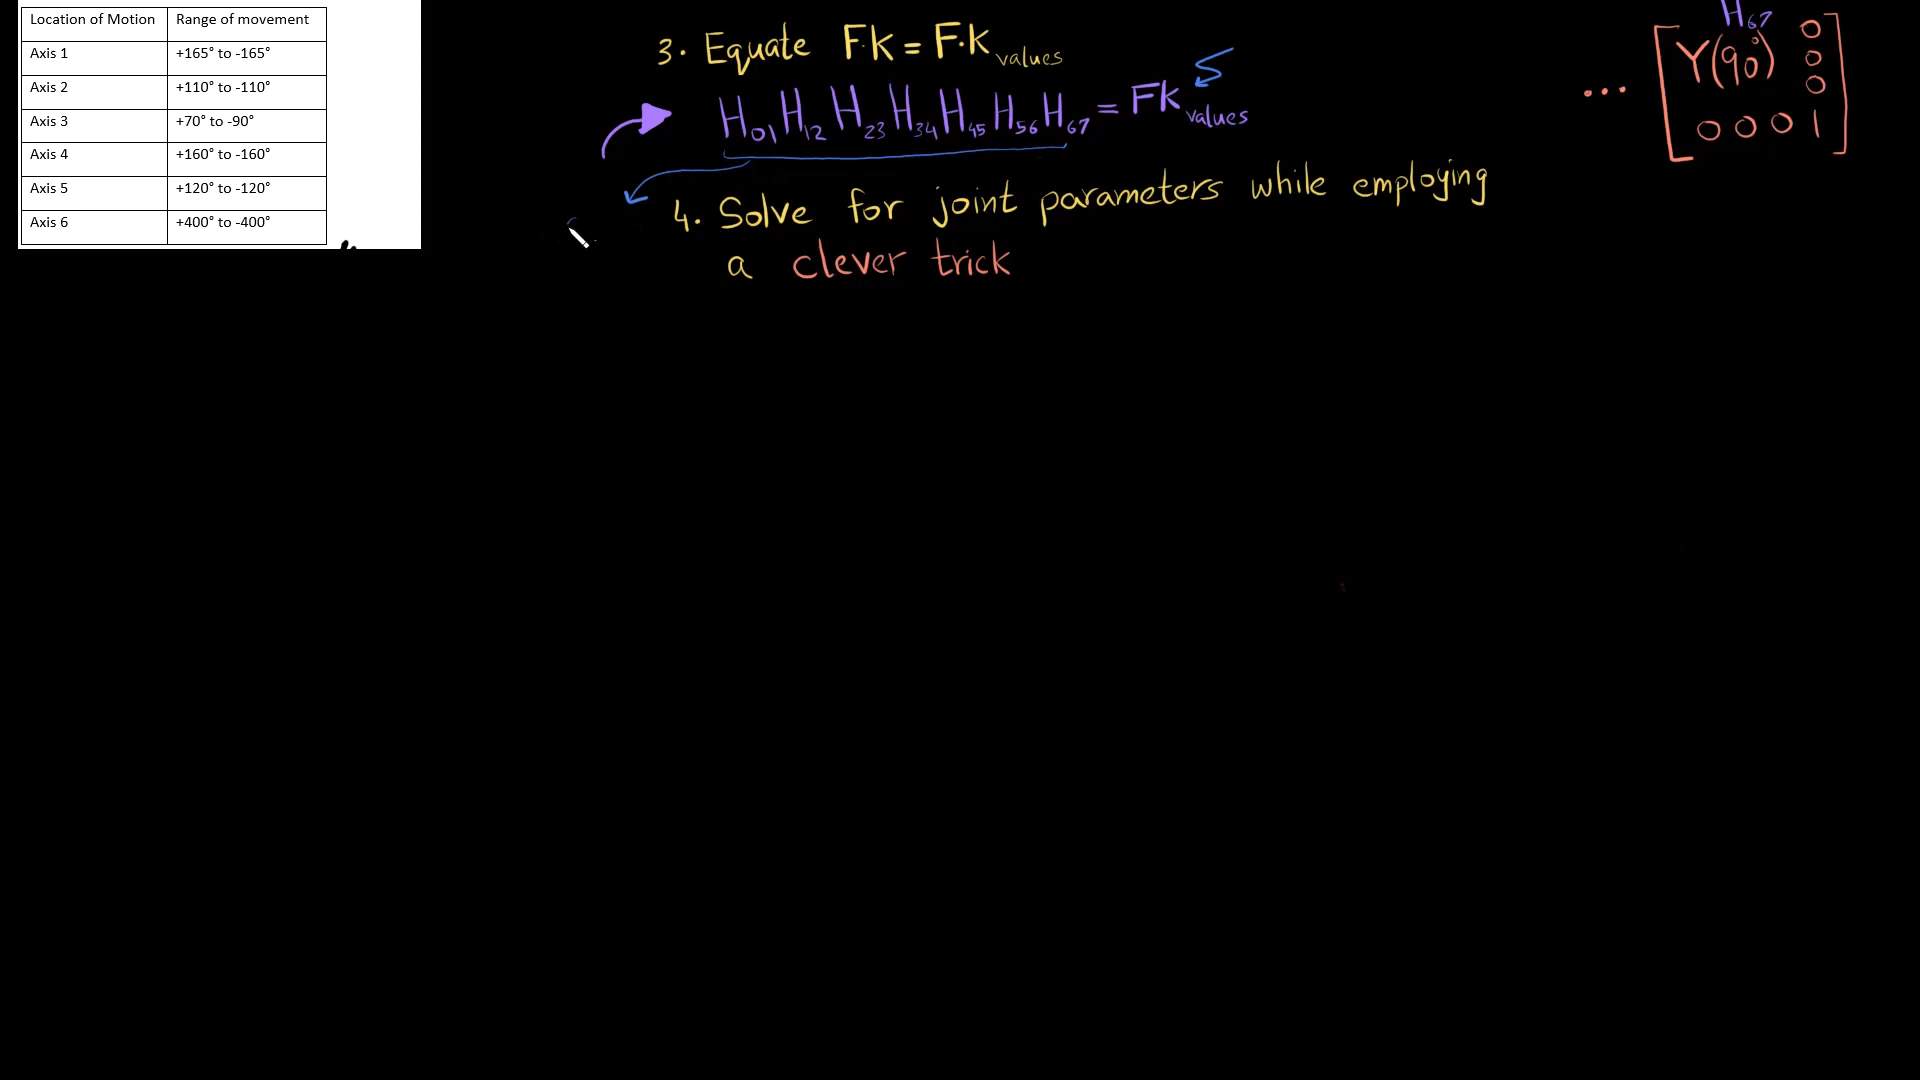 Location of Motion Range of movement
Axis 1 +165° to -165°
Axis 2 +110° to -110°
Axis 3 +70° to -90°
Axis 4 +160° to -160°
Axis 5 +120° to -120°
Axis 6 +400° to -400°
3. Equate F.K = F.K values
H01 H12 H23 H34 H45 H56 H67 = FK values
4. Solve for joint parameters while employing
a clever trick
H67
... Y(90°) 0
0
0
0 0 0 1